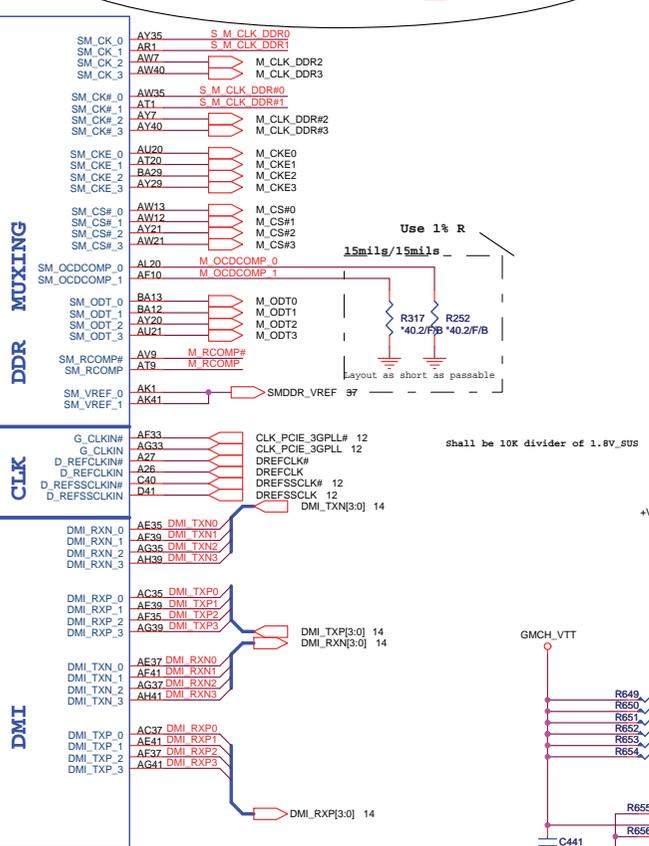 SM_CK_0 AY35 S_M_CLK_DDR0
SM_CK_1 AR1 S_M_CLK_DDR1
SM_CK_2 AW7 M_CLK_DDR2
SM_CK_3 AW40 M_CLK_DDR3
SM_CK#_0 AW35 S_M_CLK_DDR#0
SM_CK#_1 AT1 S_M_CLK_DDR#1
SM_CK#_2 AY7 M_CLK_DDR#2
SM_CK#_3 AY40 M_CLK_DDR#3
SM_CKE_0 AU20 M_CKE0
SM_CKE_1 AT20 M_CKE1
SM_CKE_2 BA29 M_CKE2
SM_CKE_3 AY29 M_CKE3
SM_CS#_0 AW13 M_CS#0
SM_CS#_1 AW12 M_CS#1
SM_CS#_2 AY21 M_CS#2
SM_CS#_3 AW21 M_CS#3
DDR MUXING
Use 1% R
15mils/15mils
SM_OCDCOMP_0 AL20 M_OCDCOMP_0
SM_OCDCOMP_1 AF10 M_OCDCOMP_1
SM_ODT_0 BA13 M_ODT0
SM_ODT_1 BA12 M_ODT1
SM_ODT_2 AY20 M_ODT2
SM_ODT_3 AU21 M_ODT3
R317 R252
*40.2/F/B *40.2/F/B
SM_RCOMP# AV9 M_RCOMP#
SM_RCOMP AT9 M_RCOMP
Layout as short as passable
SM_VREF_0 AK1 SMDDR_VREF 37
SM_VREF_1 AK41
CLK
G_CLKIN# AF33 CLK_PCIE_3GPLL# 12
G_CLKIN AG33 CLK_PCIE_3GPLL 12
D_REFCLKIN# A27 DREFCLK#
D_REFCLKIN A26 DREFCLK
D_REFSSCLKIN# C40 DREFSSCLK# 12
D_REFSSCLKIN D41 DREFSSCLK 12
Shall be 10K divider of 1.8V_SUS
DMI_TXN[3:0] 14
+V
DMI_RXN_0 AE35 DMI_TXN0
DMI_RXN_1 AF39 DMI_TXN1
DMI_RXN_2 AG35 DMI_TXN2
DMI_RXN_3 AH39 DMI_TXN3
DMI_RXP_0 AC35 DMI_TXP0
DMI_RXP_1 AE39 DMI_TXP1
DMI_RXP_2 AF35 DMI_TXP2
DMI_RXP_3 AG39 DMI_TXP3
DMI_TXP[3:0] 14
DMI_RXN[3:0] 14
DMI
DMI_TXN_0 AE37 DMI_RXN0
DMI_TXN_1 AF41 DMI_RXN1
DMI_TXN_2 AG37 DMI_RXN2
DMI_TXN_3 AH41 DMI_RXN3
DMI_TXP_0 AC37 DMI_RXP0
DMI_TXP_1 AE41 DMI_RXP1
DMI_TXP_2 AF37 DMI_RXP2
DMI_TXP_3 AG41 DMI_RXP3
DMI_RXP[3:0] 14
GMCH_VTT
R649
R650
R651
R652
R653
R654
R655
R656
C441